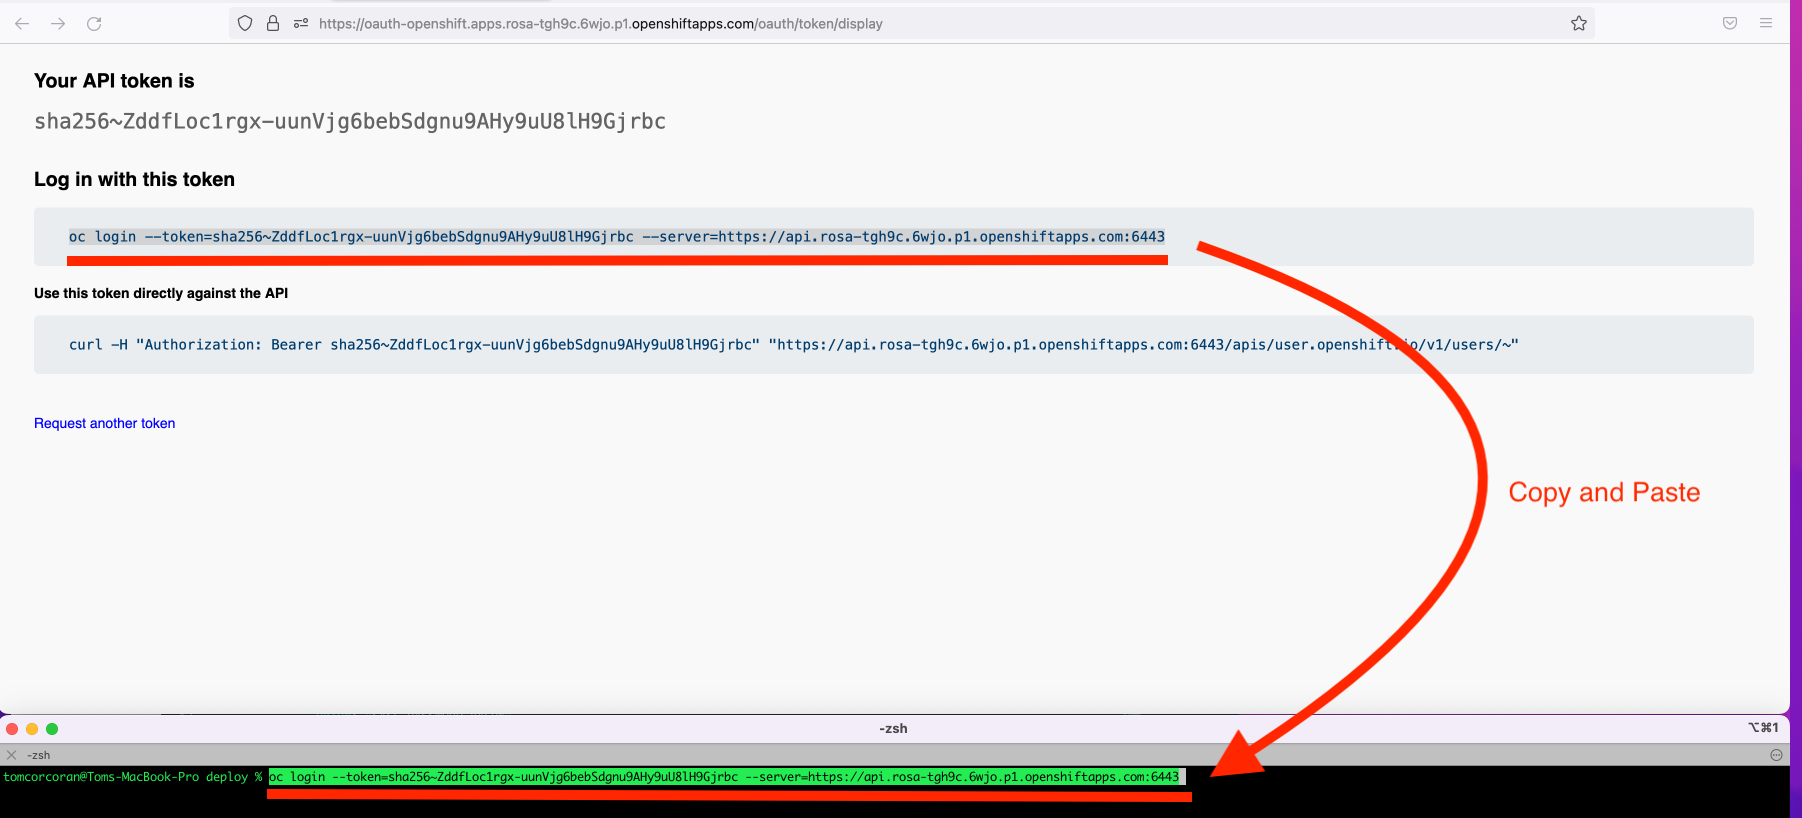 https://oauth-openshift.apps.rosa-tgh9c.6wjo.p1.openshiftapps.com/oauth/token/display
Your API token is
sha256~ZddfLoc1rgx-uunVjg6bebSdgnu9AHy9uU8lH9Gjrbc
Log in with this token
oc login --token=sha256~ZddfLoc1rgx-uunVjg6bebSdgnu9AHy9uU8lH9Gjrbc --server=https://api.rosa-tgh9c.6wjo.p1.openshiftapps.com:6443
Use this token directly against the API
curl -H "Authorization: Bearer sha256~ZddfLoc1rgx-uunVjg6bebSdgnu9AHy9uU8lH9Gjrbc" "https://api.rosa-tgh9c.6wjo.p1.openshiftapps.com:6443/apis/user.openshift.io/v1/users/~"
Request another token
Copy and Paste
-zsh
⌥⌘1
-zsh
tomcorcoran@Toms-MacBook-Pro deploy % oc login --token=sha256~ZddfLoc1rgx-uunVjg6bebSdgnu9AHy9uU8lH9Gjrbc --server=https://api.rosa-tgh9c.6wjo.p1.openshiftapps.com:6443